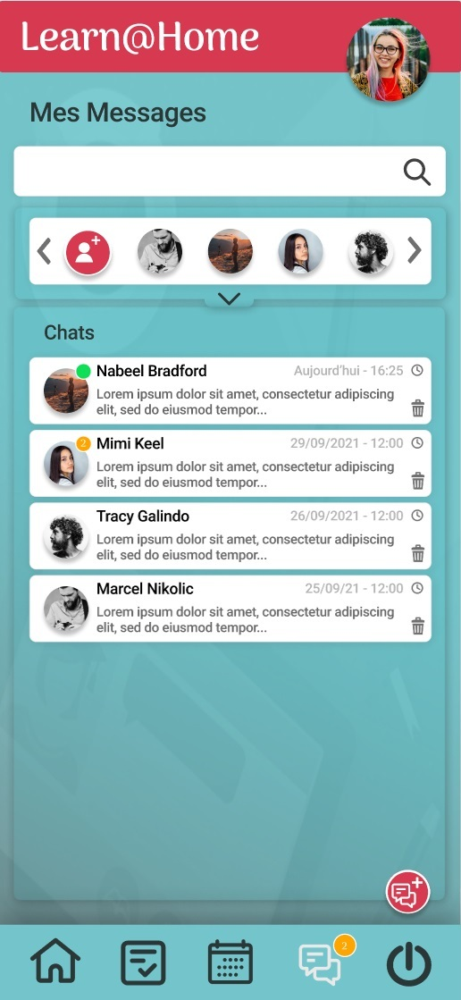 Learn@Home
Mes Messages
Chats
Nabeel Bradford
Aujourd'hui - 16:25
Lorem ipsum dolor sit amet, consectetur adipiscing
elit, sed do eiusmod tempor...
2
Mimi Keel
29/09/2021 - 12:00
Lorem ipsum dolor sit amet, consectetur adipiscing
elit, sed do eiusmod tempor...
Tracy Galindo
26/09/2021 - 12:00
Lorem ipsum dolor sit amet, consectetur adipiscing
elit, sed do eiusmod tempor...
Marcel Nikolic
25/09/21 - 12:00
Lorem ipsum dolor sit amet, consectetur adipiscing
elit, sed do eiusmod tempor...
2